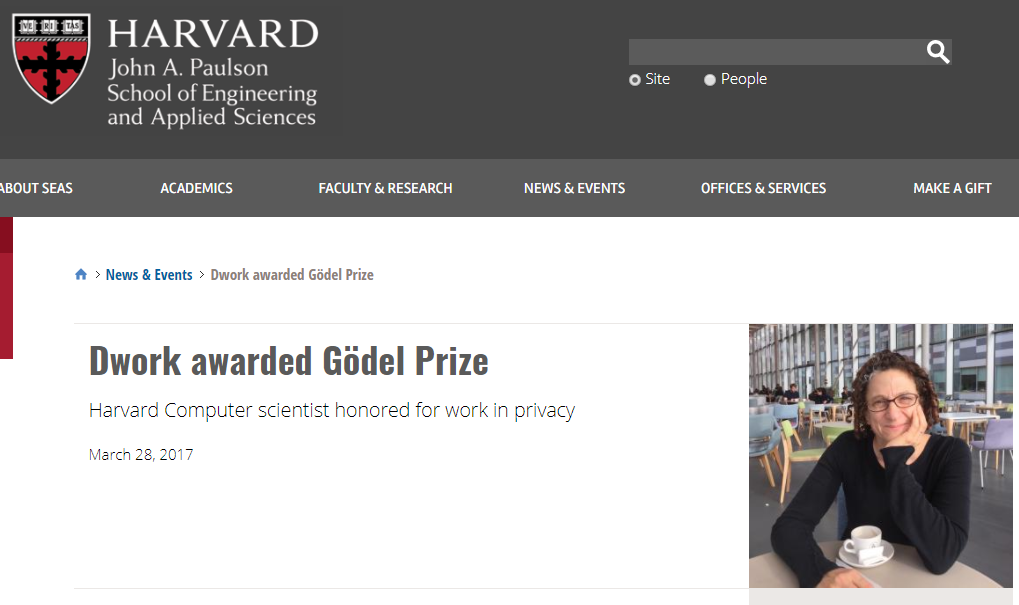 VE RI TAS
HARVARD
John A. Paulson
School of Engineering
and Applied Sciences
Site
People
ABOUT SEAS
ACADEMICS
FACULTY & RESEARCH
NEWS & EVENTS
OFFICES & SERVICES
MAKE A GIFT
News & Events > Dwork awarded Gödel Prize
Dwork awarded Gödel Prize
Harvard Computer scientist honored for work in privacy
March 28, 2017